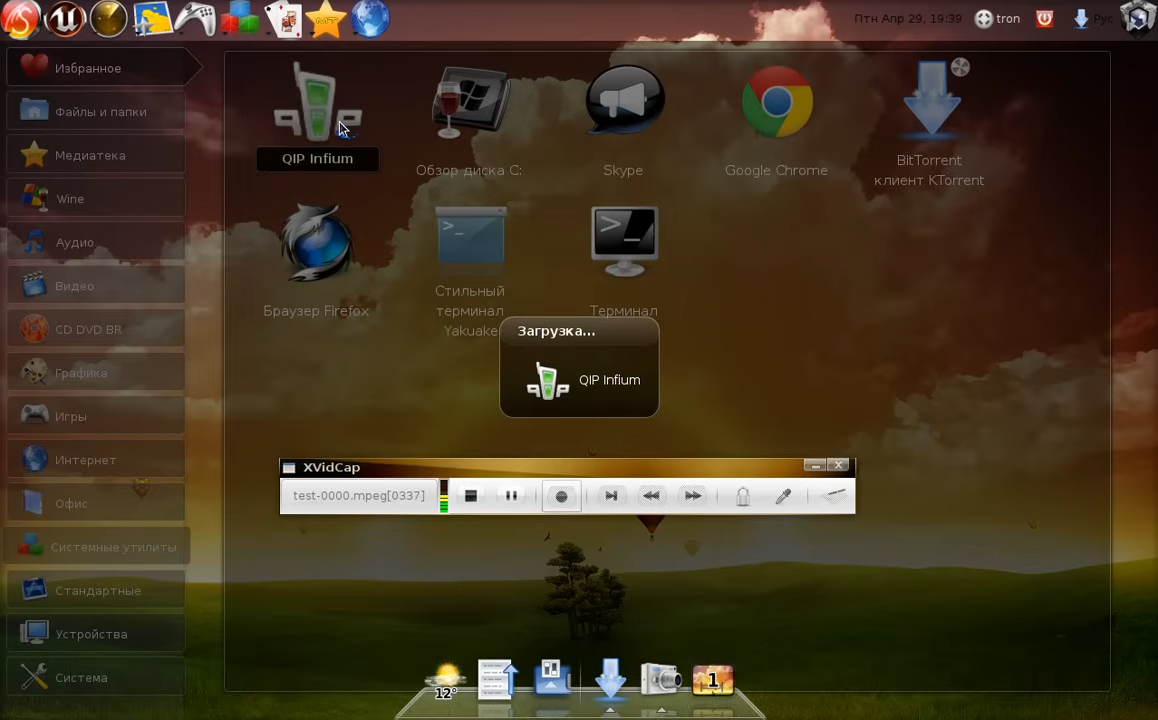 MT
Птн Апр 29, 19:39
tron
Рус
Избранное
Файлы и папки
Медиатека
Wine
Аудио
Видео
CD DVD BR
Графика
Игры
Интернет
Офис
Системные утилиты
Стандартные
Устройства
Система
QIP Infium
Обзор диска C:
Skype
Google Chrome
BitTorrent
клиент KTorrent
Браузер Firefox
Стильный
терминал
Yakuake
Терминал
Загрузка...
QIP Infium
XVidCap
test-0000.mpeg[0337]
12°
1